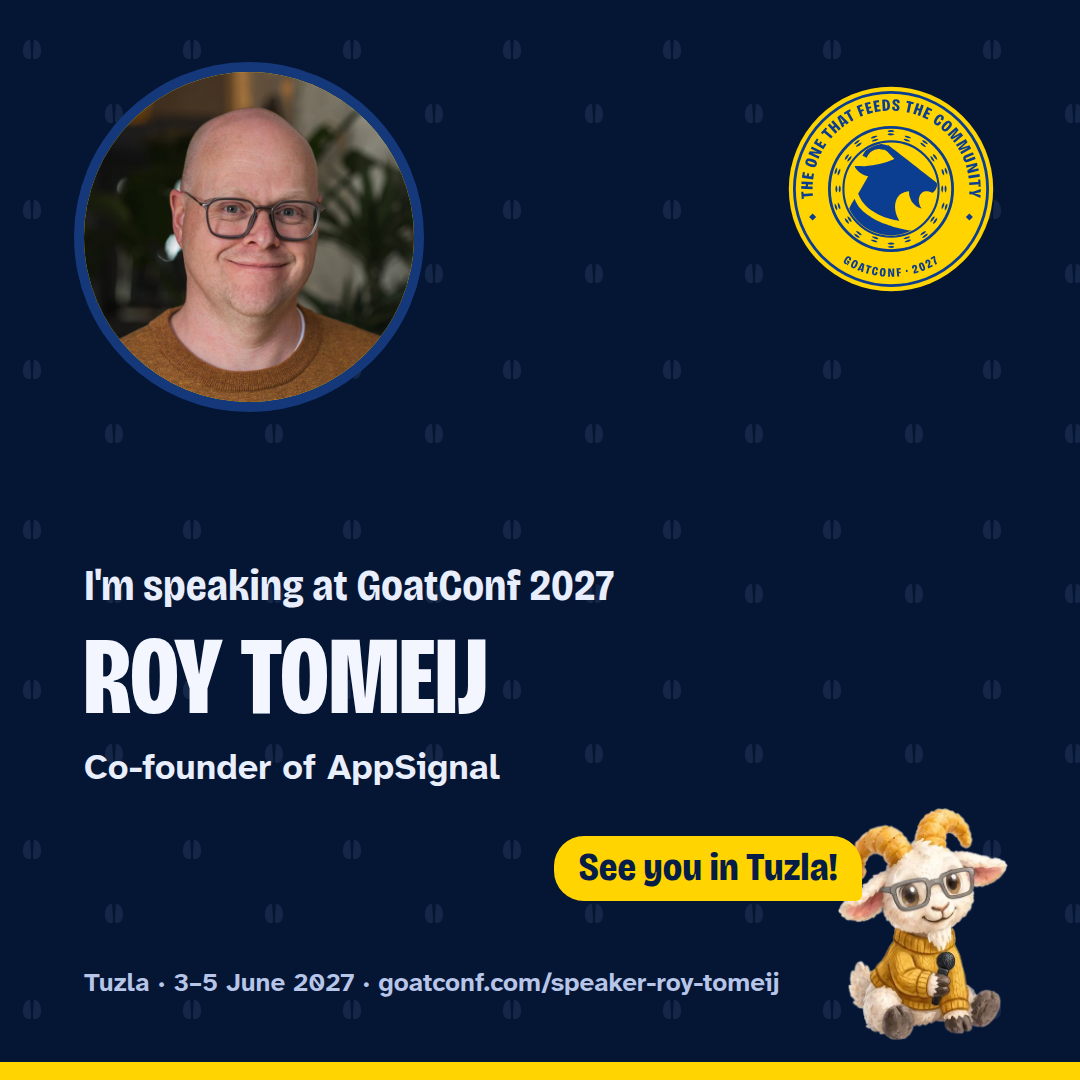 THE ONE THAT FEEDS THE COMMUNITY
GOATCONF · 2027
I'm speaking at GoatConf 2027
ROY TOMEIJ
Co-founder of AppSignal
See you in Tuzla!
Tuzla · 3–5 June 2027 · goatconf.com/speaker-roy-tomeij